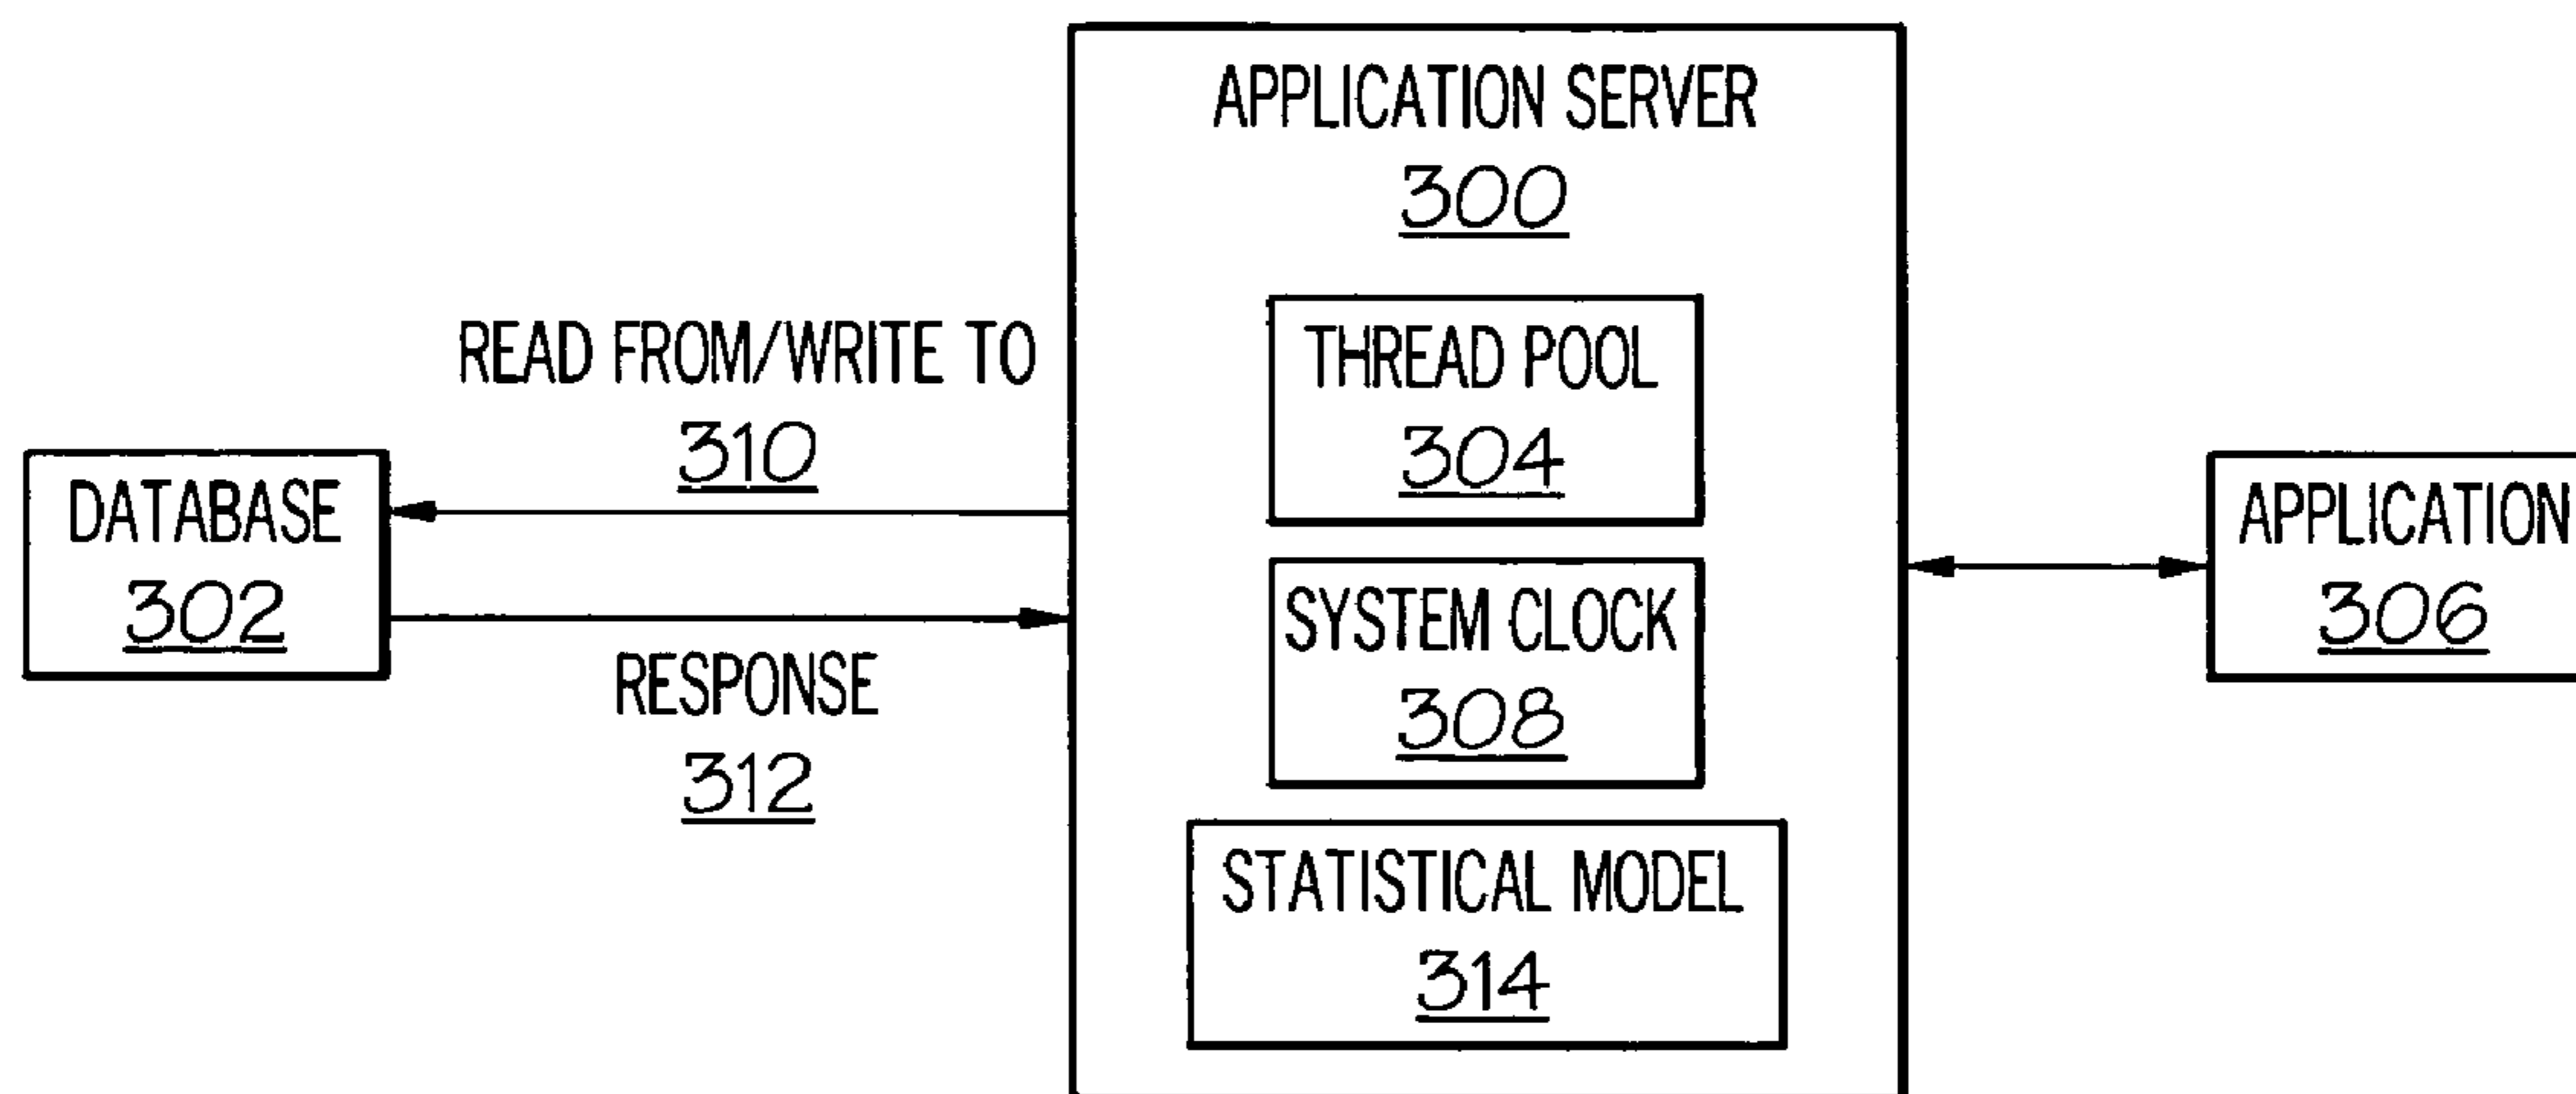 APPLICATION SERVER
300
READ FROM/WRITE TO
310
THREAD POOL
304
DATABASE
302
APPLICATION
306
SYSTEM CLOCK
308
RESPONSE
312
STATISTICAL MODEL
314